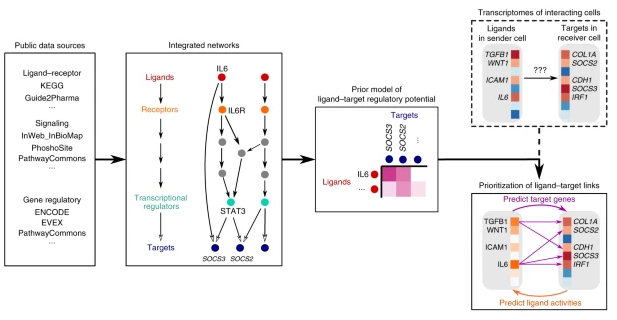 Public data sources
Ligand–receptor
KEGG
Guide2Pharma
...
Signaling
InWeb_InBioMap
PhoshoSite
PathwayCommons
...
Gene regulatory
ENCODE
EVEX
PathwayCommons
...
Integrated networks
Ligands
Receptors
Transcriptional
regulators
Targets
IL6
IL6R
STAT3
SOCS3 SOCS2
Prior model of
ligand–target regulatory potential
Targets
SOCS3
SOCS2
...
Ligands
IL6
...
Transcriptomes of interacting cells
Ligands
in sender cell
Targets in
receiver cell
TGFB1
WNT1
ICAM1
IL6
???
COL1A
SOCS2
CDH1
SOCS3
IRF1
Prioritization of ligand–target links
Predict target genes
TGFB1
WNT1
ICAM1
IL6
COL1A
SOCS2
CDH1
SOCS3
IRF1
Predict ligand activities